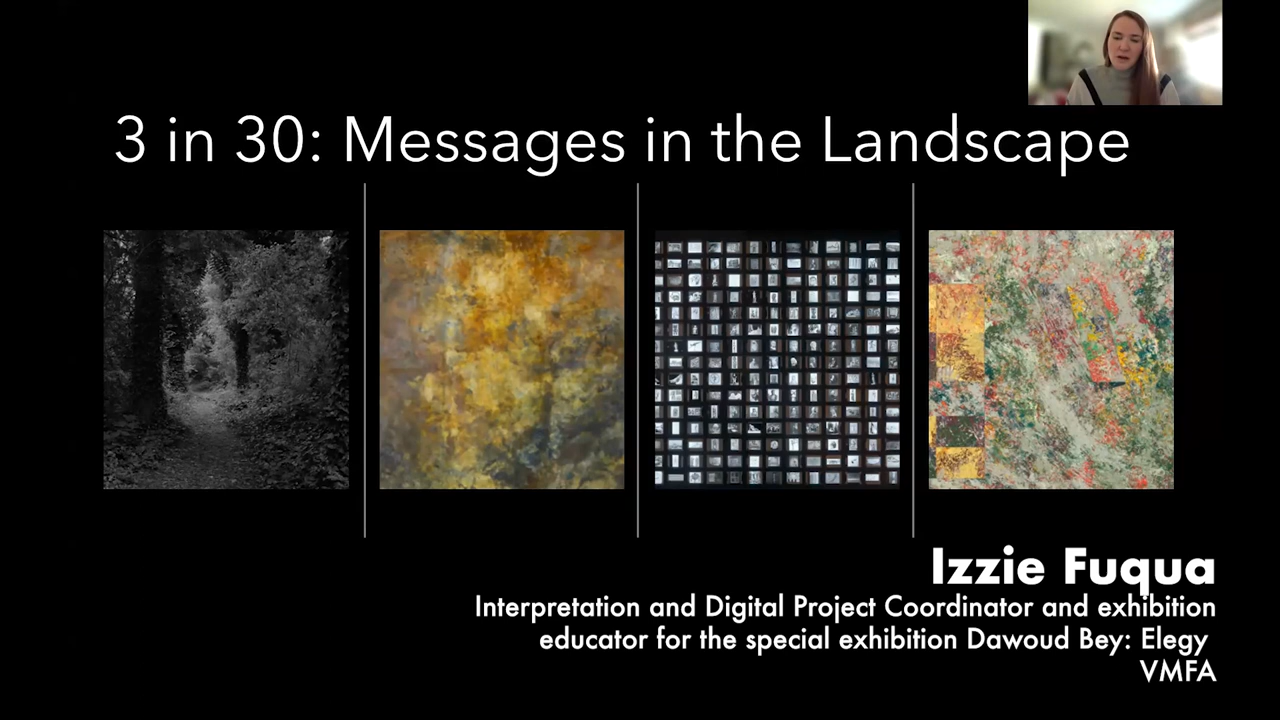 3 in 30: Messages in the Landscape
Izzie Fuqua
Interpretation and Digital Project Coordinator and exhibition
educator for the special exhibition Dawoud Bey: Elegy
VMFA